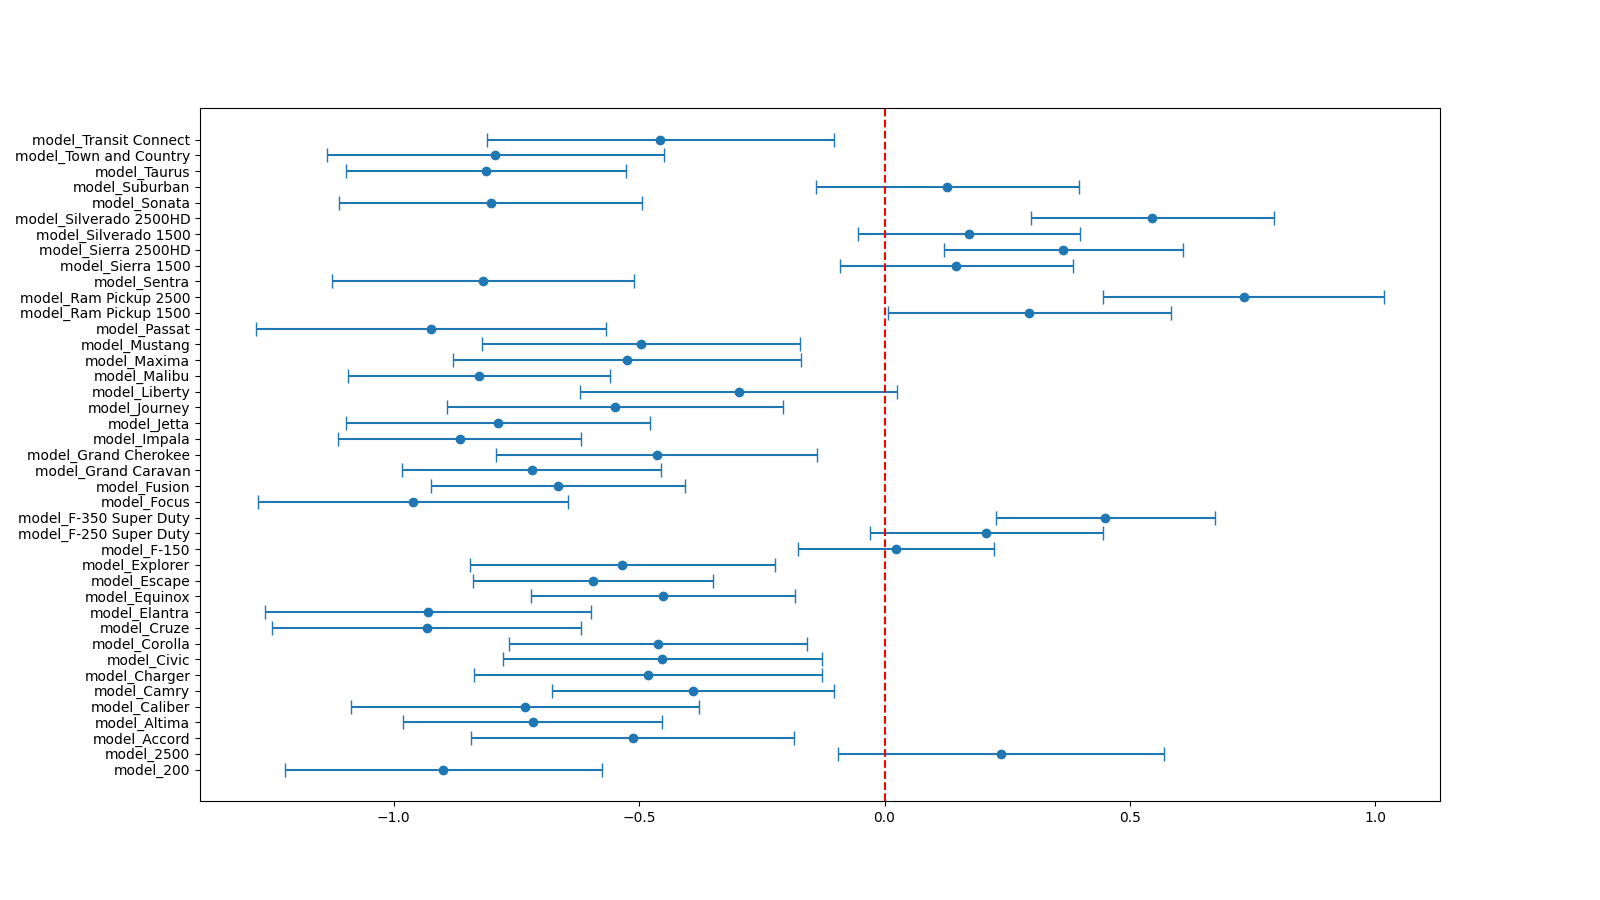 model_Transit Connect
model_Town and Country
model_Taurus
model_Suburban
model_Sonata
model_Silverado 2500HD
model_Silverado 1500
model_Sierra 2500HD
model_Sierra 1500
model_Sentra
model_Ram Pickup 2500
model_Ram Pickup 1500
model_Passat
model_Mustang
model_Maxima
model_Malibu
model_Liberty
model_Journey
model_Jetta
model_Impala
model_Grand Cherokee
model_Grand Caravan
model_Fusion
model_Focus
model_F-350 Super Duty
model_F-250 Super Duty
model_F-150
model_Explorer
model_Escape
model_Equinox
model_Elantra
model_Cruze
model_Corolla
model_Civic
model_Charger
model_Camry
model_Caliber
model_Altima
model_Accord
model_2500
model_200
−1.0 −0.5 0.0 0.5 1.0